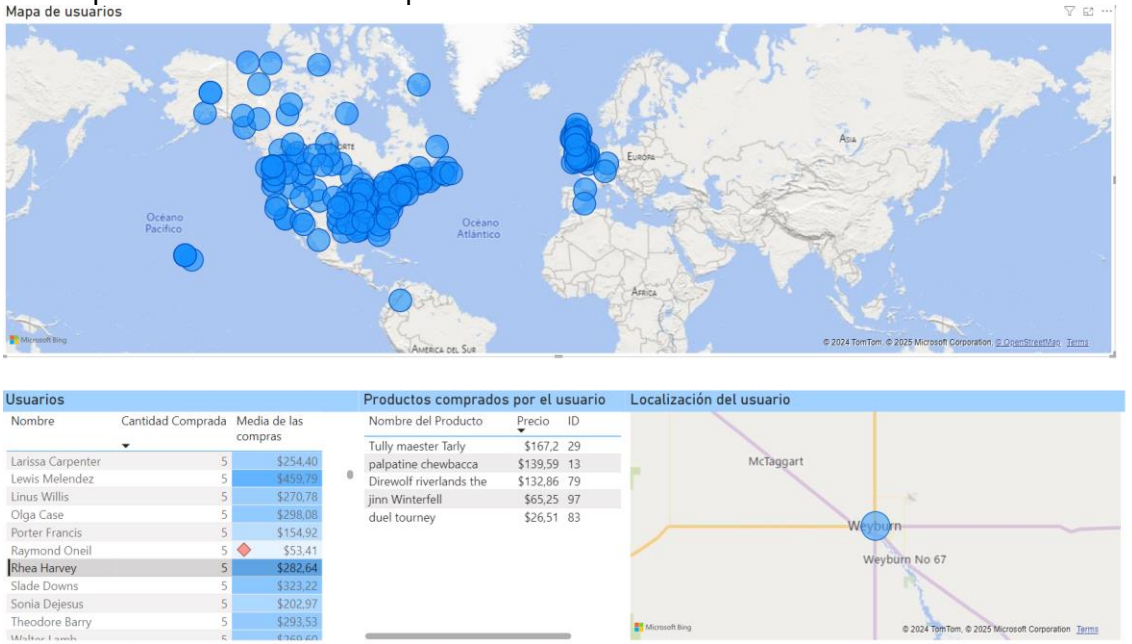 Mapa de usuarios
ORTE
EUROPA
ASIA
Océano
Pacífico
Océano
Atlántico
ÁFRICA
AMÉRICA DEL SUR
Microsoft Bing
© 2024 TomTom, © 2025 Microsoft Corporation, © OpenStreetMap Terms
Usuarios
Nombre Cantidad Comprada Media de las compras
Larissa Carpenter 5 $254,40
Lewis Melendez 5 $459,79
Linus Willis 5 $270,78
Olga Case 5 $298,08
Porter Francis 5 $154,92
Raymond Oneil 5 $53,41
Rhea Harvey 5 $282,64
Slade Downs 5 $323,22
Sonia Dejesus 5 $202,97
Theodore Barry 5 $293,53
Walter Lamb 5 $269,60
Productos comprados por el usuario
Nombre del Producto Precio ID
Tully maester Tarly $167,2 29
palpatine chewbacca $139,59 13
Direwolf riverlands the $132,86 79
jinn Winterfell $65,25 97
duel tourney $26,51 83
Localización del usuario
McTaggart
Weyburn
Weyburn No 67
Microsoft Bing
© 2024 TomTom, © 2025 Microsoft Corporation Terms